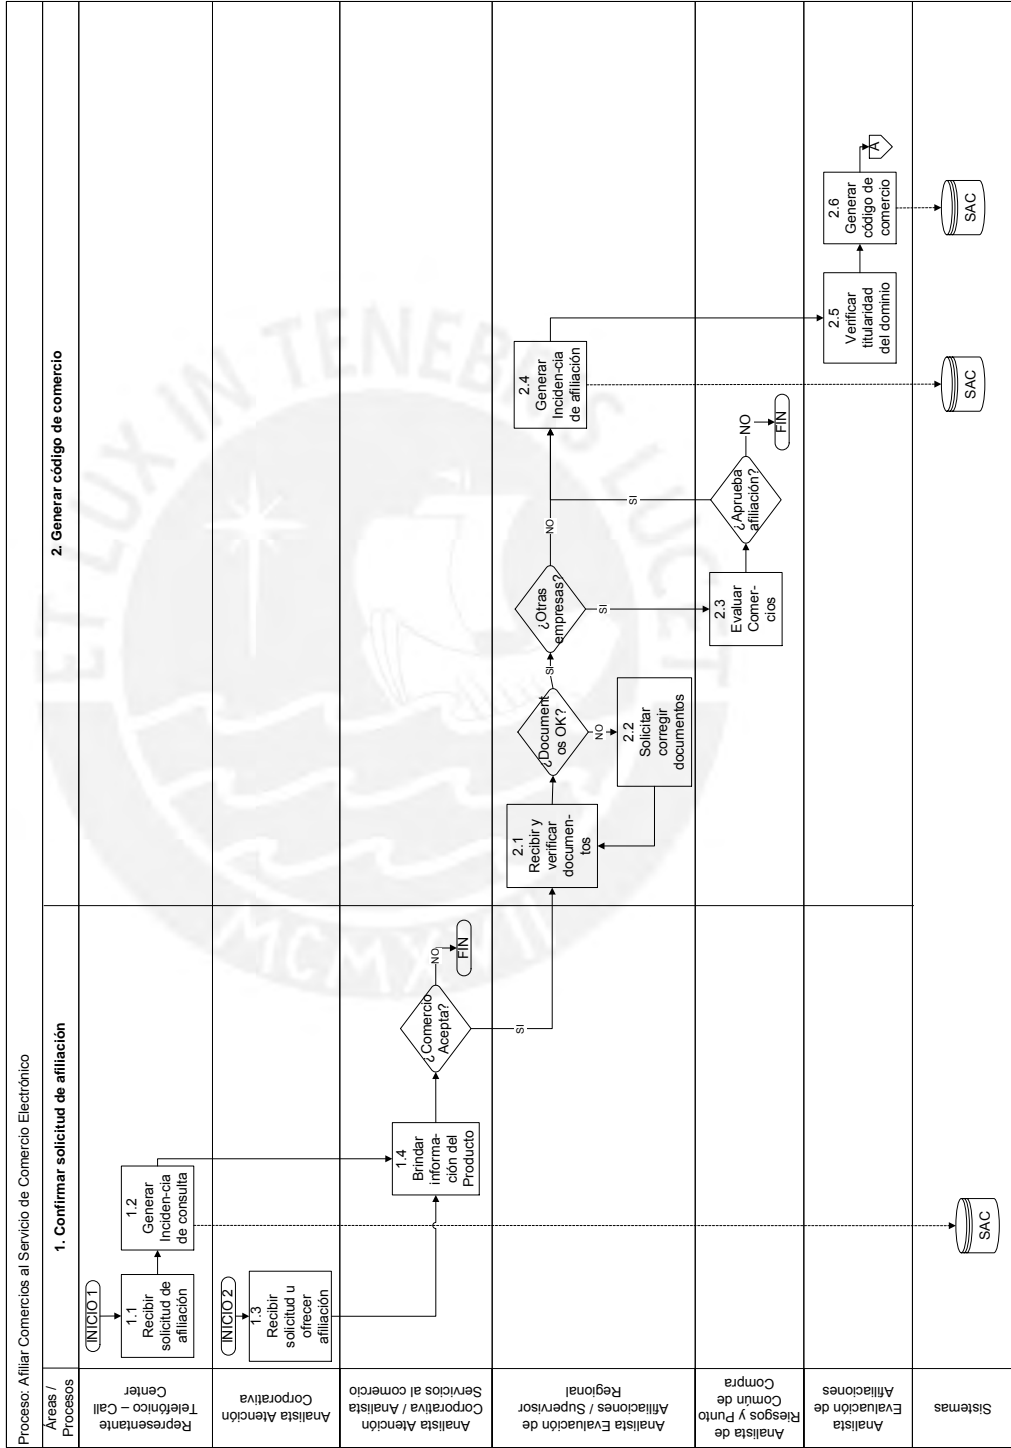 Proceso: Afiliar Comercios al Servicio de Comercio Electrónico
Áreas /
Procesos
1. Confirmar solicitud de afiliación
2. Generar código de comercio
Representante
Telefónico – Call
Center
INICIO 1
1.1
Recibir
solicitud de
afiliación
1.2
Generar
Inciden-cia
de consulta
Analista Atención
Corporativa
INICIO 2
1.3
Recibir
solicitud u
ofrecer
afiliación
Analista Atención
Corporativa / Analista
Servicios al comercio
1.4
Brindar
informa-
ción del
Producto
¿Comercio
Acepta?
NO
FIN
SI
Analista Evaluación de
Afiliaciones / Supervisor
Regional
2.1
Recibir y
verificar
documen-
tos
¿Document
os OK?
NO
2.2
Solicitar
corregir
documentos
SI
¿Otras
empresas?
NO
SI
2.4
Generar
Inciden-cia
de afiliación
Analista de
Riesgos y Punto
Común de
Compra
2.3
Evaluar
Comer-
cios
¿Aprueba
afiliación?
SI
NO
FIN
Analista
Evaluación de
Afiliaciones
2.5
Verificar
titularidad
del dominio
2.6
Generar
código de
comercio
A
Sistemas
SAC
SAC
SAC
ET LUX IN TENEBRIS LUCET
MCMXVII